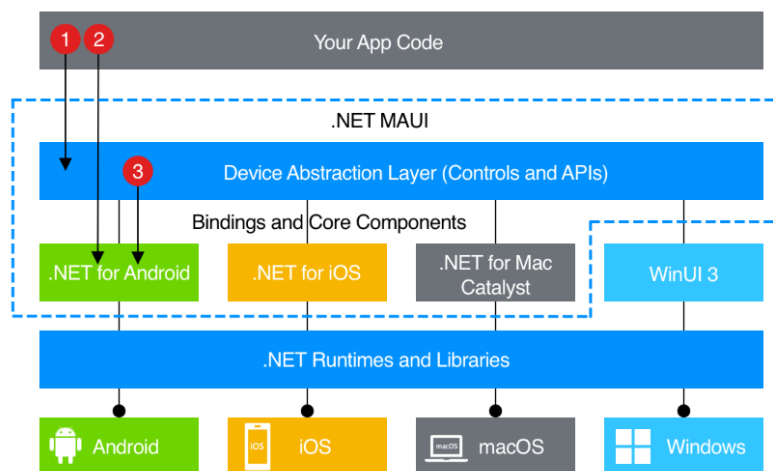 1 2 Your App Code
.NET MAUI
3 Device Abstraction Layer (Controls and APIs)
Bindings and Core Components
.NET for Android
.NET for iOS
.NET for Mac
Catalyst
WinUI 3
.NET Runtimes and Libraries
Android
iOS
iOS
macOS
macOS
Windows